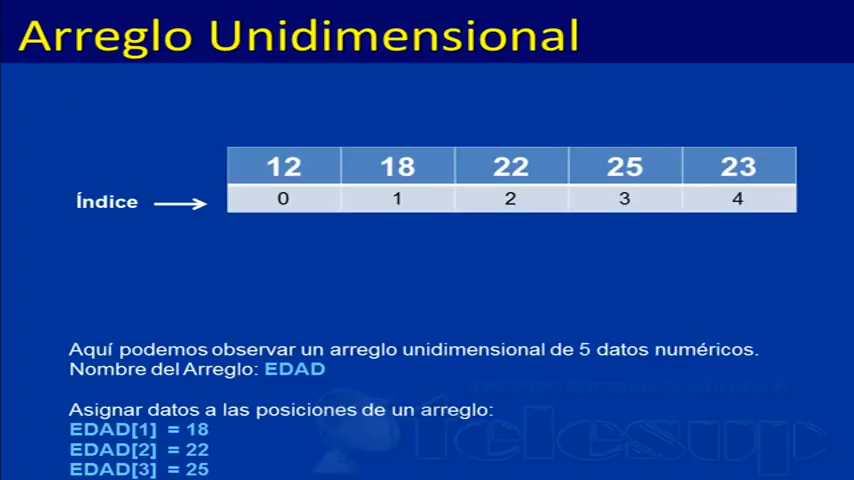 Arreglo Unidimensional
12 18 22 25 23
Índice 0 1 2 3 4
Aquí podemos observar un arreglo unidimensional de 5 datos numéricos.
Nombre del Arreglo: EDAD
Asignar datos a las posiciones de un arreglo:
EDAD[1] = 18
EDAD[2] = 22
EDAD[3] = 25
telesup